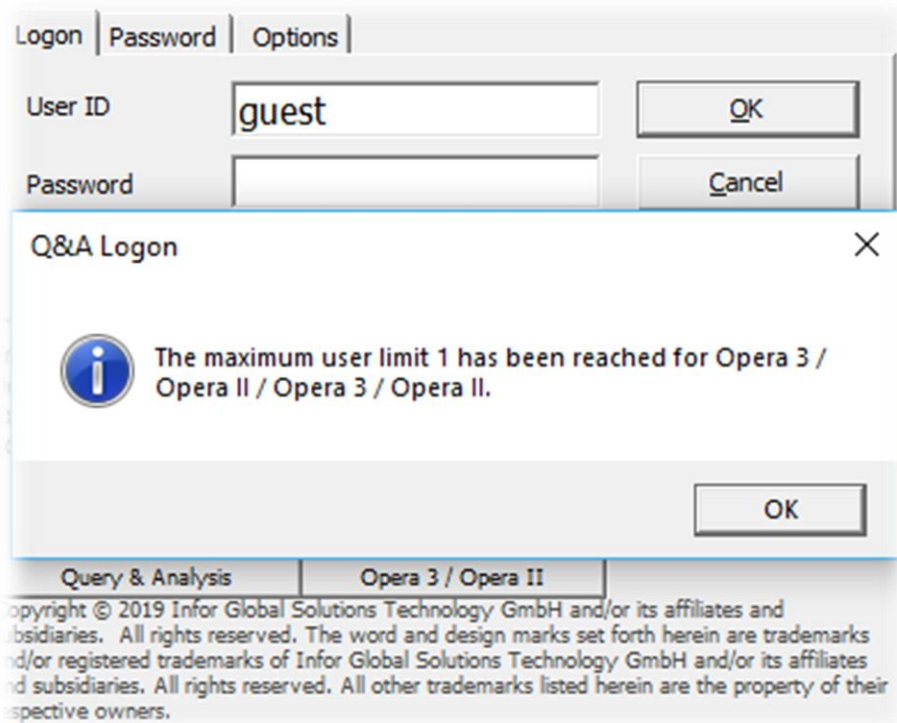 Logon Password Options
User ID guest OK
Password Cancel
Q&A Logon
The maximum user limit 1 has been reached for Opera 3 /
Opera II / Opera 3 / Opera II.
OK
Query & Analysis Opera 3 / Opera II
opyright © 2019 Infor Global Solutions Technology GmbH and/or its affiliates and
ubsidiaries. All rights reserved. The word and design marks set forth herein are trademarks
nd/or registered trademarks of Infor Global Solutions Technology GmbH and/or its affiliates
nd subsidiaries. All rights reserved. All other trademarks listed herein are the property of their
espective owners.